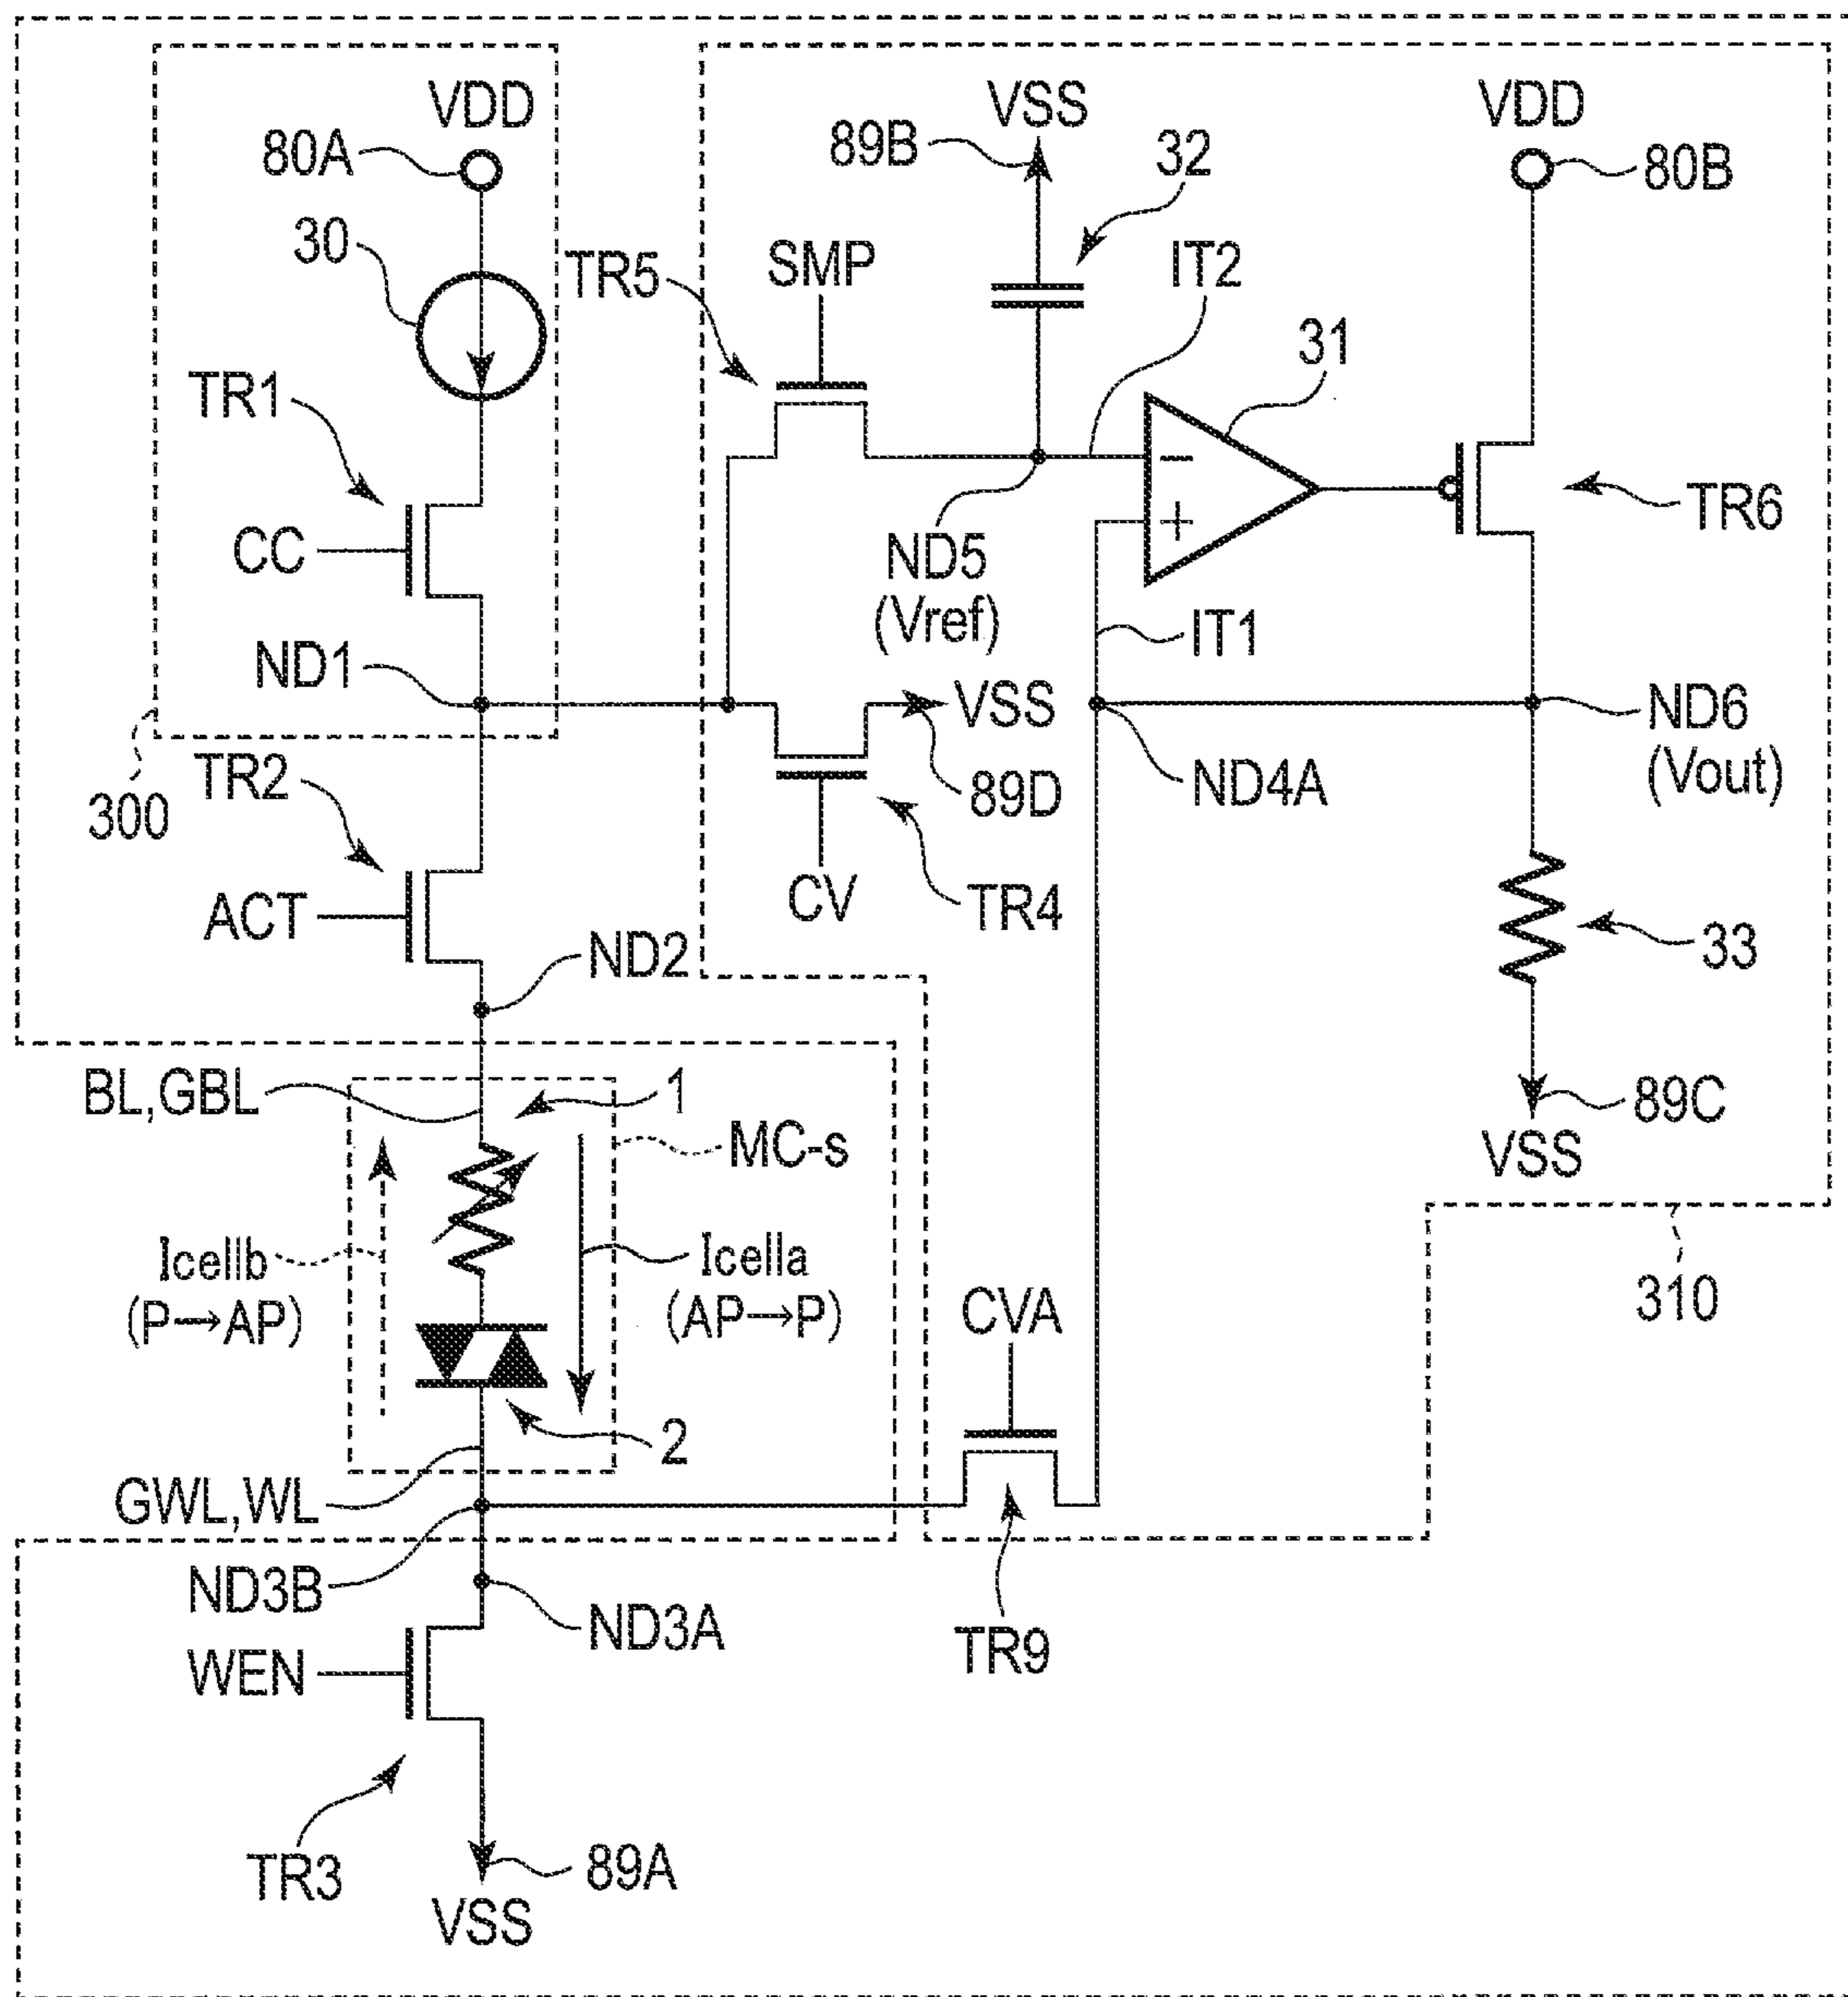 VDD
80A
30
TR1
CC
ND1
300
TR2
ACT
ND2
VSS
89B
32
SMP
TR5
IT2
31
VDD
80B
TR6
ND5
(Vref)
IT1
VSS
89D
ND4A
ND6
(Vout)
CV
TR4
33
89C
VSS
310
BL,GBL
1
MC-s
Icellb
(P→AP)
Icella
(AP→P)
2
GWL,WL
CVA
TR9
ND3B
ND3A
WEN
TR3
89A
VSS